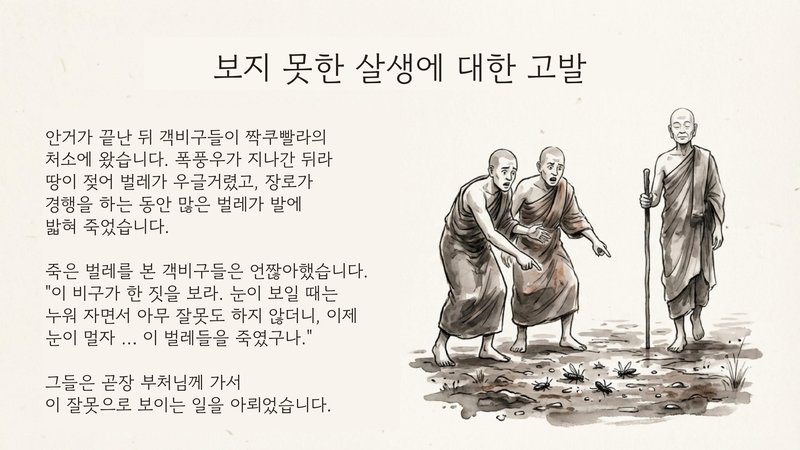 보지 못한 살생에 대한 고발
안거가 끝난 뒤 객비구들이 짝쿠빨라의
처소에 왔습니다. 폭풍우가 지나간 뒤라
땅이 젖어 벌레가 우글거렸고, 장로가
경행을 하는 동안 많은 벌레가 발에
밟혀 죽었습니다.
죽은 벌레를 본 객비구들은 언짢아했습니다.
"이 비구가 한 짓을 보라. 눈이 보일 때는
누워 자면서 아무 잘못도 하지 않더니, 이제
눈이 멀자 ... 이 벌레들을 죽였구나."
그들은 곧장 부처님께 가서
이 잘못으로 보이는 일을 아뢰었습니다.